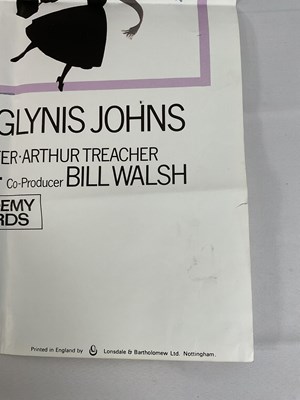 GLYNIS JOHNS
TER·ARTHUR TREACHER
Co-Producer BILL WALSH
EMY
RDS
Printed in England by Lonsdale & Bartholomew Ltd. Nottingham.